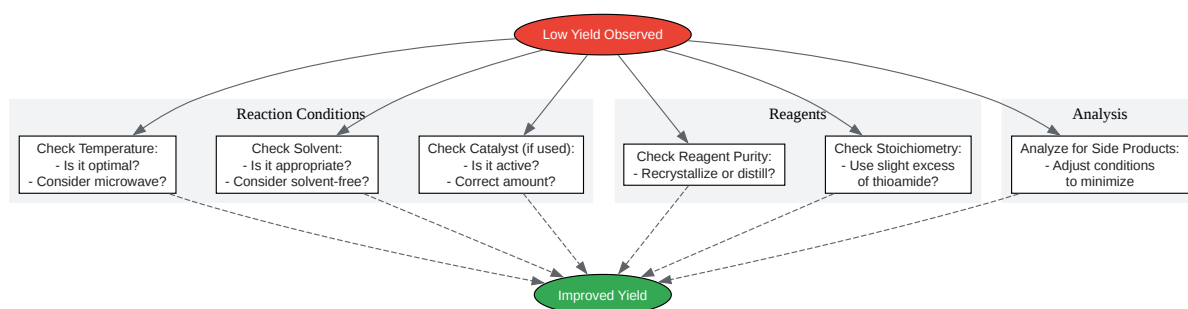 Low Yield Observed
Reaction Conditions
Check Temperature:
- Is it optimal?
- Consider microwave?
Check Solvent:
- Is it appropriate?
- Consider solvent-free?
Check Catalyst (if used):
- Is it active?
- Correct amount?
Reagents
Check Reagent Purity:
- Recrystallize or distill?
Check Stoichiometry:
- Use slight excess
of thioamide?
Analysis
Analyze for Side Products:
- Adjust conditions
to minimize
Improved Yield